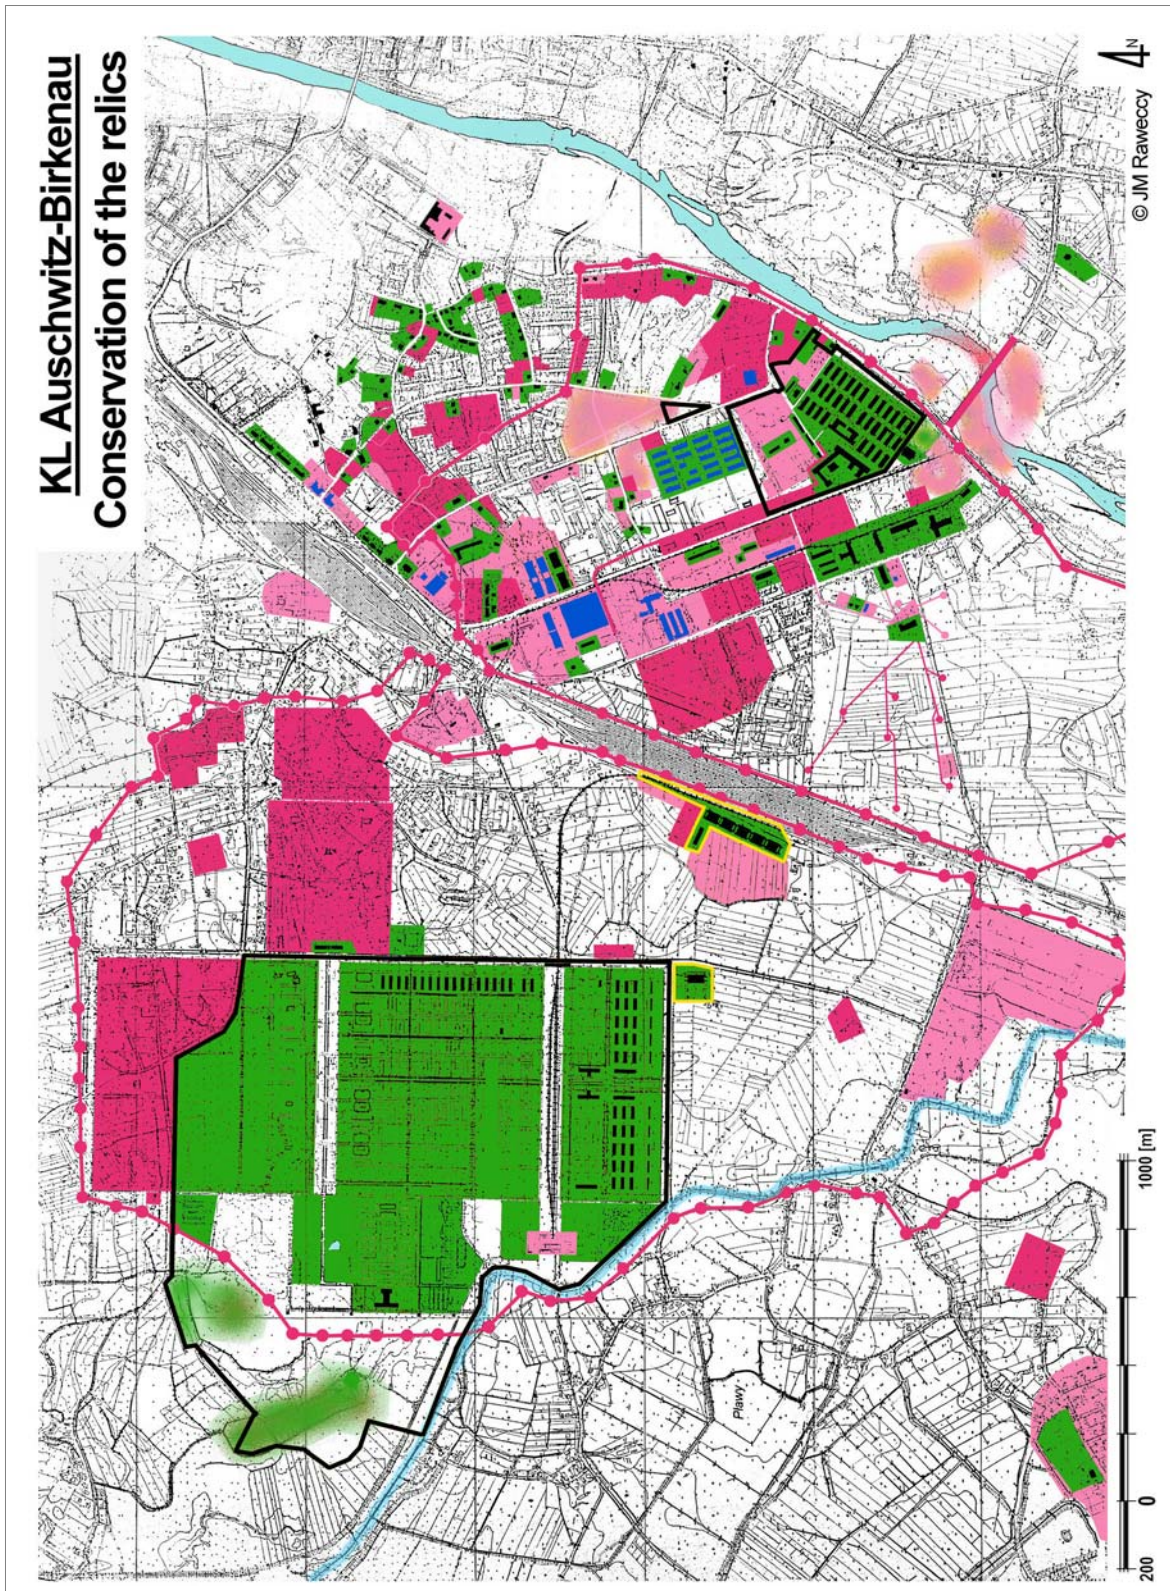 KL Auschwitz-Birkenau
Conservation of the relics
N
© JM Raweccy
Pławy
200 0 1000 [m]